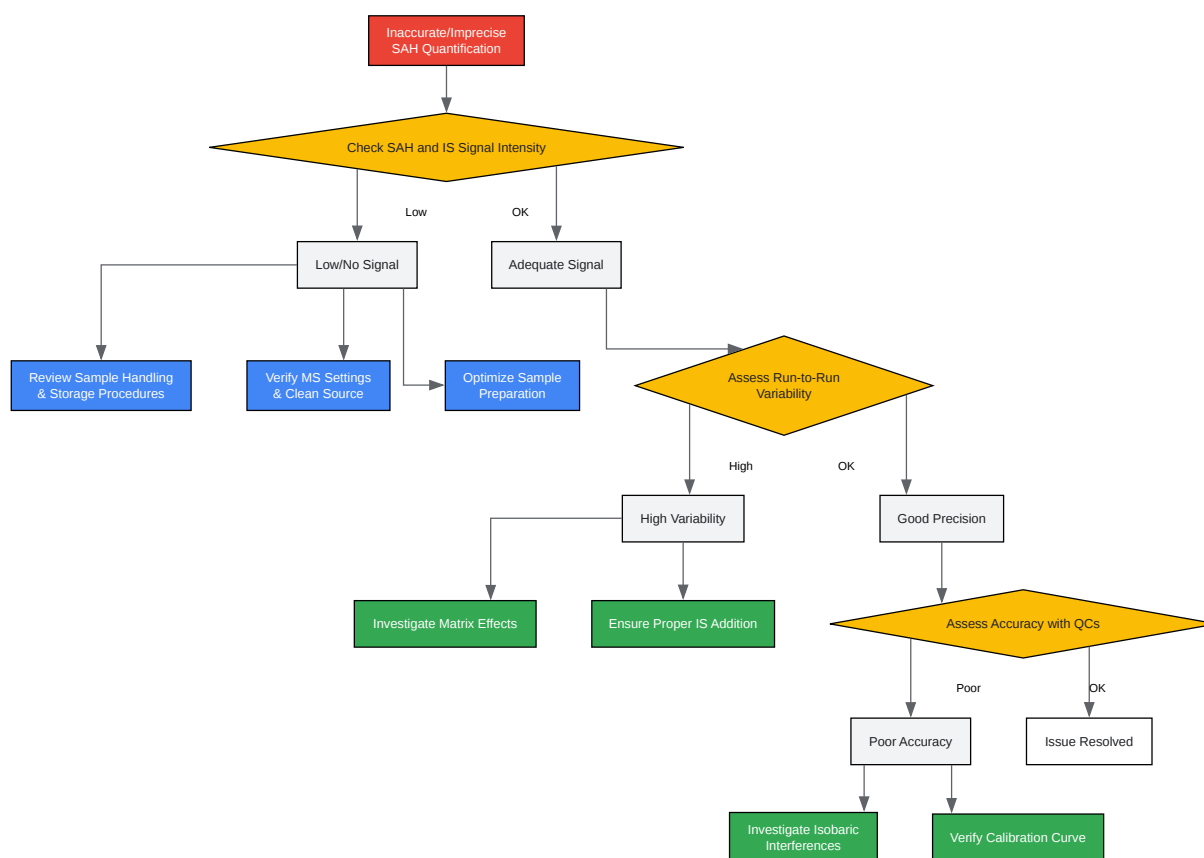 Inaccurate/Imprecise
SAH Quantification
Check SAH and IS Signal Intensity
Low
OK
Low/No Signal
Adequate Signal
Review Sample Handling
& Storage Procedures
Verify MS Settings
& Clean Source
Optimize Sample
Preparation
Assess Run-to-Run
Variability
High
OK
High Variability
Good Precision
Investigate Matrix Effects
Ensure Proper IS Addition
Assess Accuracy with QCs
Poor
OK
Poor Accuracy
Issue Resolved
Investigate Isobaric
Interferences
Verify Calibration Curve